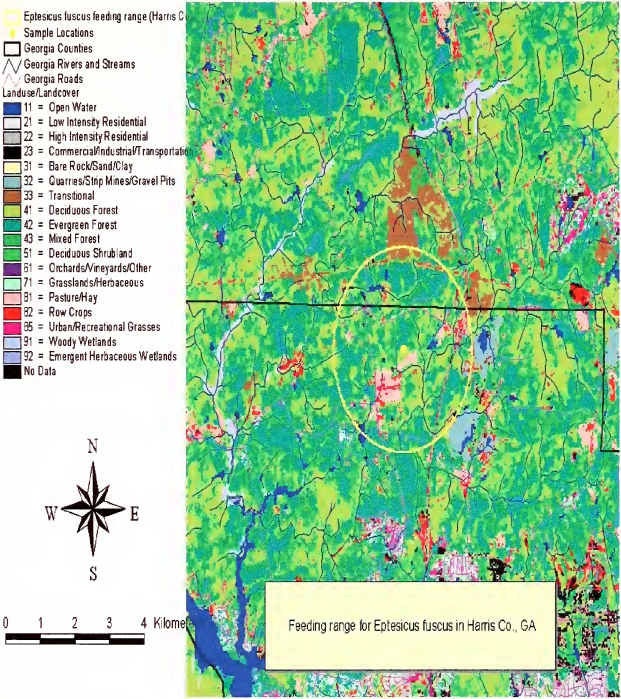 Eptesicus fuscus feeding range (Harris Co
Sample Locations
Georgia Counties
Georgia Rivers and Streams
Georgia Roads
Landuse/Landcover
11 = Open Water
21 = Low Intensity Residential
22 = High Intensity Residential
23 = Commercial/Industrial/Transportation
31 = Bare Rock/Sand/Clay
32 = Quarries/Strip Mines/Gravel Pits
33 = Transitional
41 = Deciduous Forest
42 = Evergreen Forest
43 = Mixed Forest
51 = Deciduous Shrubland
61 = Orchards/Vineyards/Other
71 = Grasslands/Herbaceous
81 = Pasture/Hay
82 = Row Crops
85 = Urban/Recreational Grasses
91 = Woody Wetlands
92 = Emergent Herbaceous Wetlands
No Data
N
W E
S
0 1 2 3 4 Kilome
Feeding range for Eptesicus fuscus in Harris Co., GA